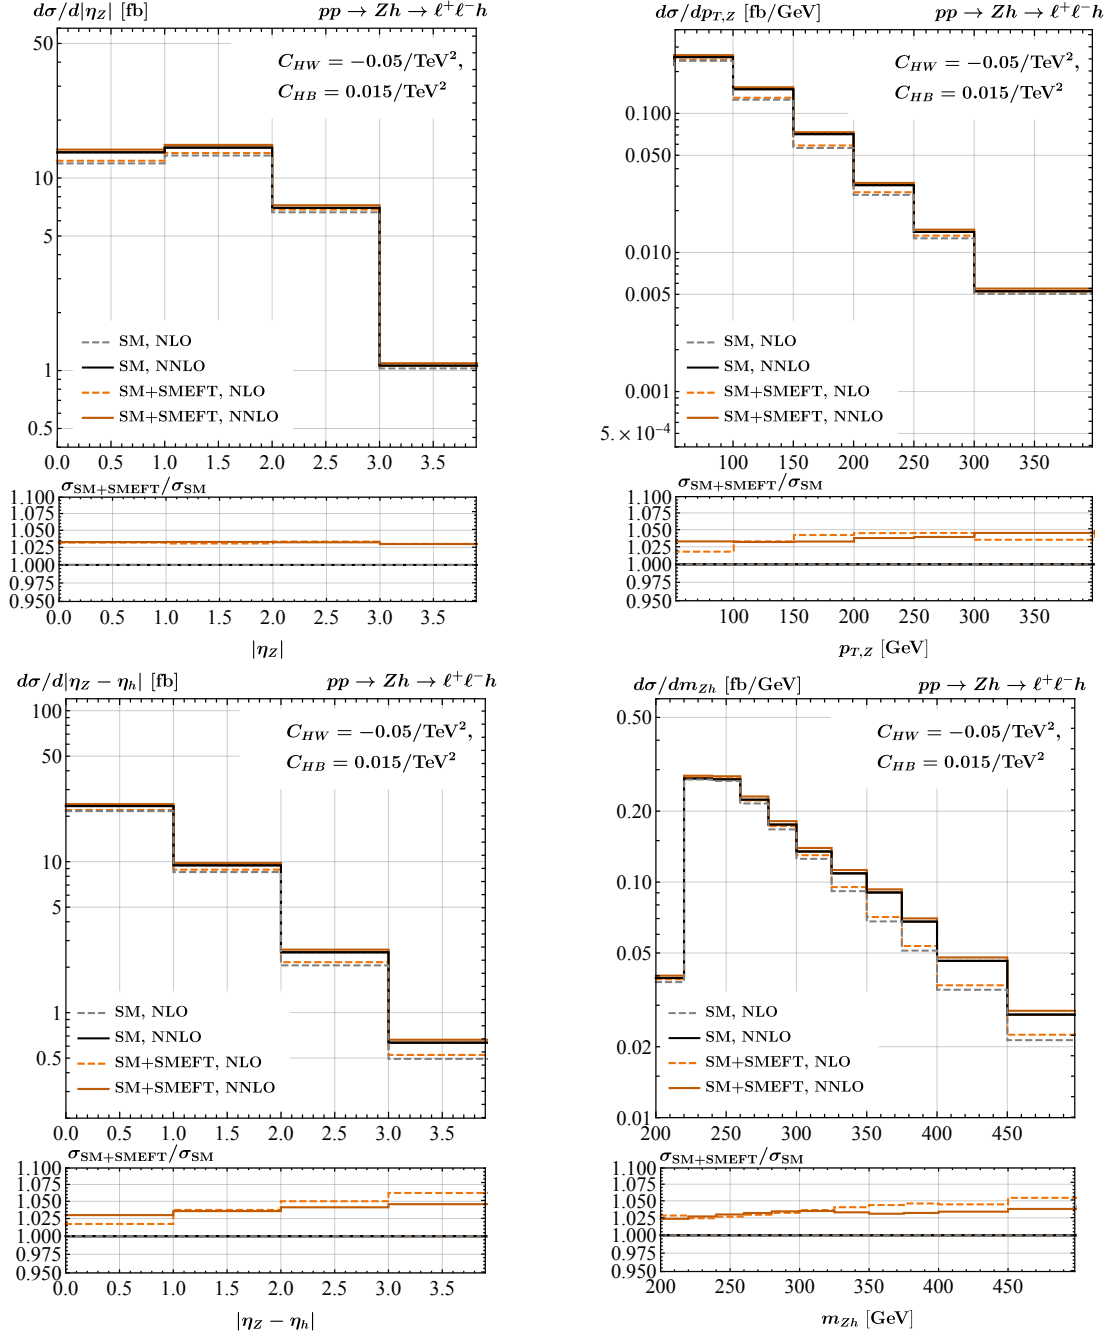 dσ/d|η_Z| [fb] pp → Zh → ℓ⁺ℓ⁻h
C_HW = −0.05/TeV²,
C_HB = 0.015/TeV²
50
10
5
1
0.5
SM, NLO
SM, NNLO
SM+SMEFT, NLO
SM+SMEFT, NNLO
0.0 0.5 1.0 1.5 2.0 2.5 3.0 3.5
σ_SM+SMEFT/σ_SM
1.100
1.075
1.050
1.025
1.000
0.975
0.950
0.0 0.5 1.0 1.5 2.0 2.5 3.0 3.5
|η_Z|
dσ/dp_T,Z [fb/GeV] pp → Zh → ℓ⁺ℓ⁻h
C_HW = −0.05/TeV²,
C_HB = 0.015/TeV²
0.100
0.050
0.010
0.005
0.001
5.×10⁻⁴
SM, NLO
SM, NNLO
SM+SMEFT, NLO
SM+SMEFT, NNLO
100 150 200 250 300 350
σ_SM+SMEFT/σ_SM
1.100
1.075
1.050
1.025
1.000
0.975
0.950
100 150 200 250 300 350
p_T,Z [GeV]
dσ/d|η_Z − η_h| [fb] pp → Zh → ℓ⁺ℓ⁻h
C_HW = −0.05/TeV²,
C_HB = 0.015/TeV²
100
50
10
5
1
0.5
SM, NLO
SM, NNLO
SM+SMEFT, NLO
SM+SMEFT, NNLO
0.0 0.5 1.0 1.5 2.0 2.5 3.0 3.5
σ_SM+SMEFT/σ_SM
1.100
1.075
1.050
1.025
1.000
0.975
0.950
0.0 0.5 1.0 1.5 2.0 2.5 3.0 3.5
|η_Z − η_h|
dσ/dm_Zh [fb/GeV] pp → Zh → ℓ⁺ℓ⁻h
C_HW = −0.05/TeV²,
C_HB = 0.015/TeV²
0.50
0.20
0.10
0.05
0.02
0.01
SM, NLO
SM, NNLO
SM+SMEFT, NLO
SM+SMEFT, NNLO
200 250 300 350 400 450
σ_SM+SMEFT/σ_SM
1.100
1.075
1.050
1.025
1.000
0.975
0.950
200 250 300 350 400 450
m_Zh [GeV]